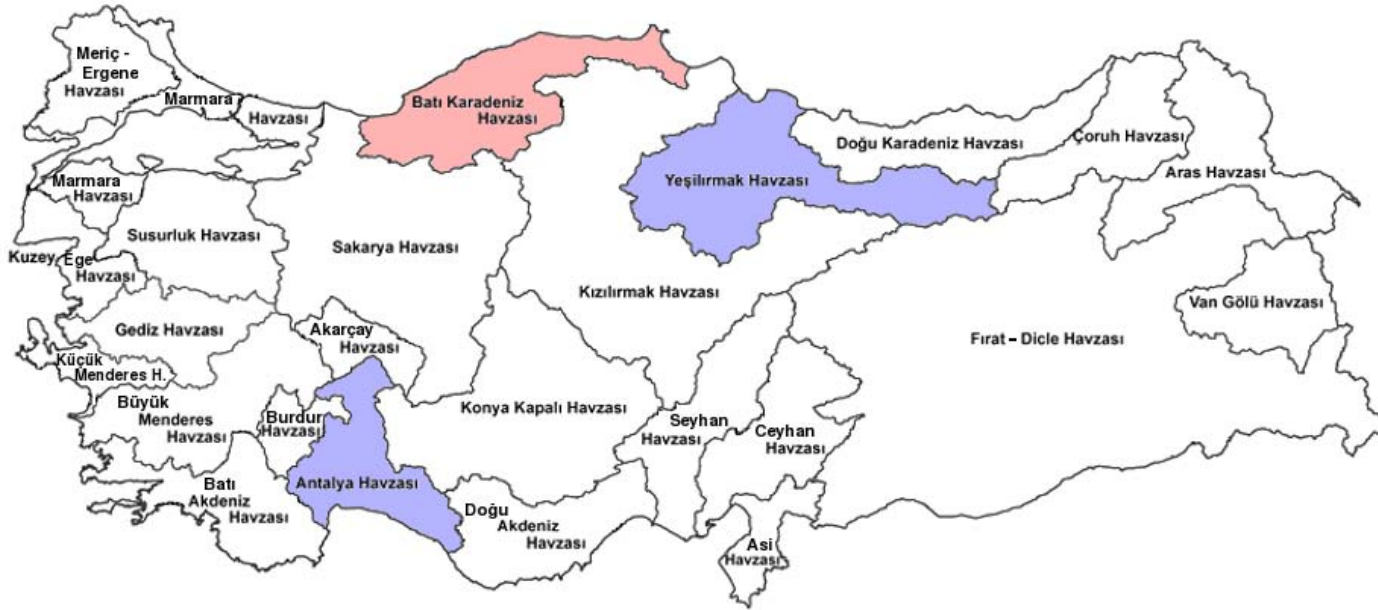 Meriç -
Ergene
Havzası
Marmara
Havzası
Batı Karadeniz
Havzası
Doğu Karadeniz Havzası
Çoruh Havzası
Aras Havzası
Marmara
Havzası
Yeşilırmak Havzası
Susurluk Havzası
Sakarya Havzası
Kuzey Ege
Havzası
Kızılırmak Havzası
Van Gölü Havzası
Gediz Havzası
Akarçay
Havzası
Fırat – Dicle Havzası
Küçük
Menderes H.
Büyük
Menderes
Havzası
Burdur
Havzası
Konya Kapalı Havzası
Seyhan
Havzası
Ceyhan
Havzası
Batı
Akdeniz
Havzası
Antalya Havzası
Doğu
Akdeniz
Havzası
Asi
Havzası